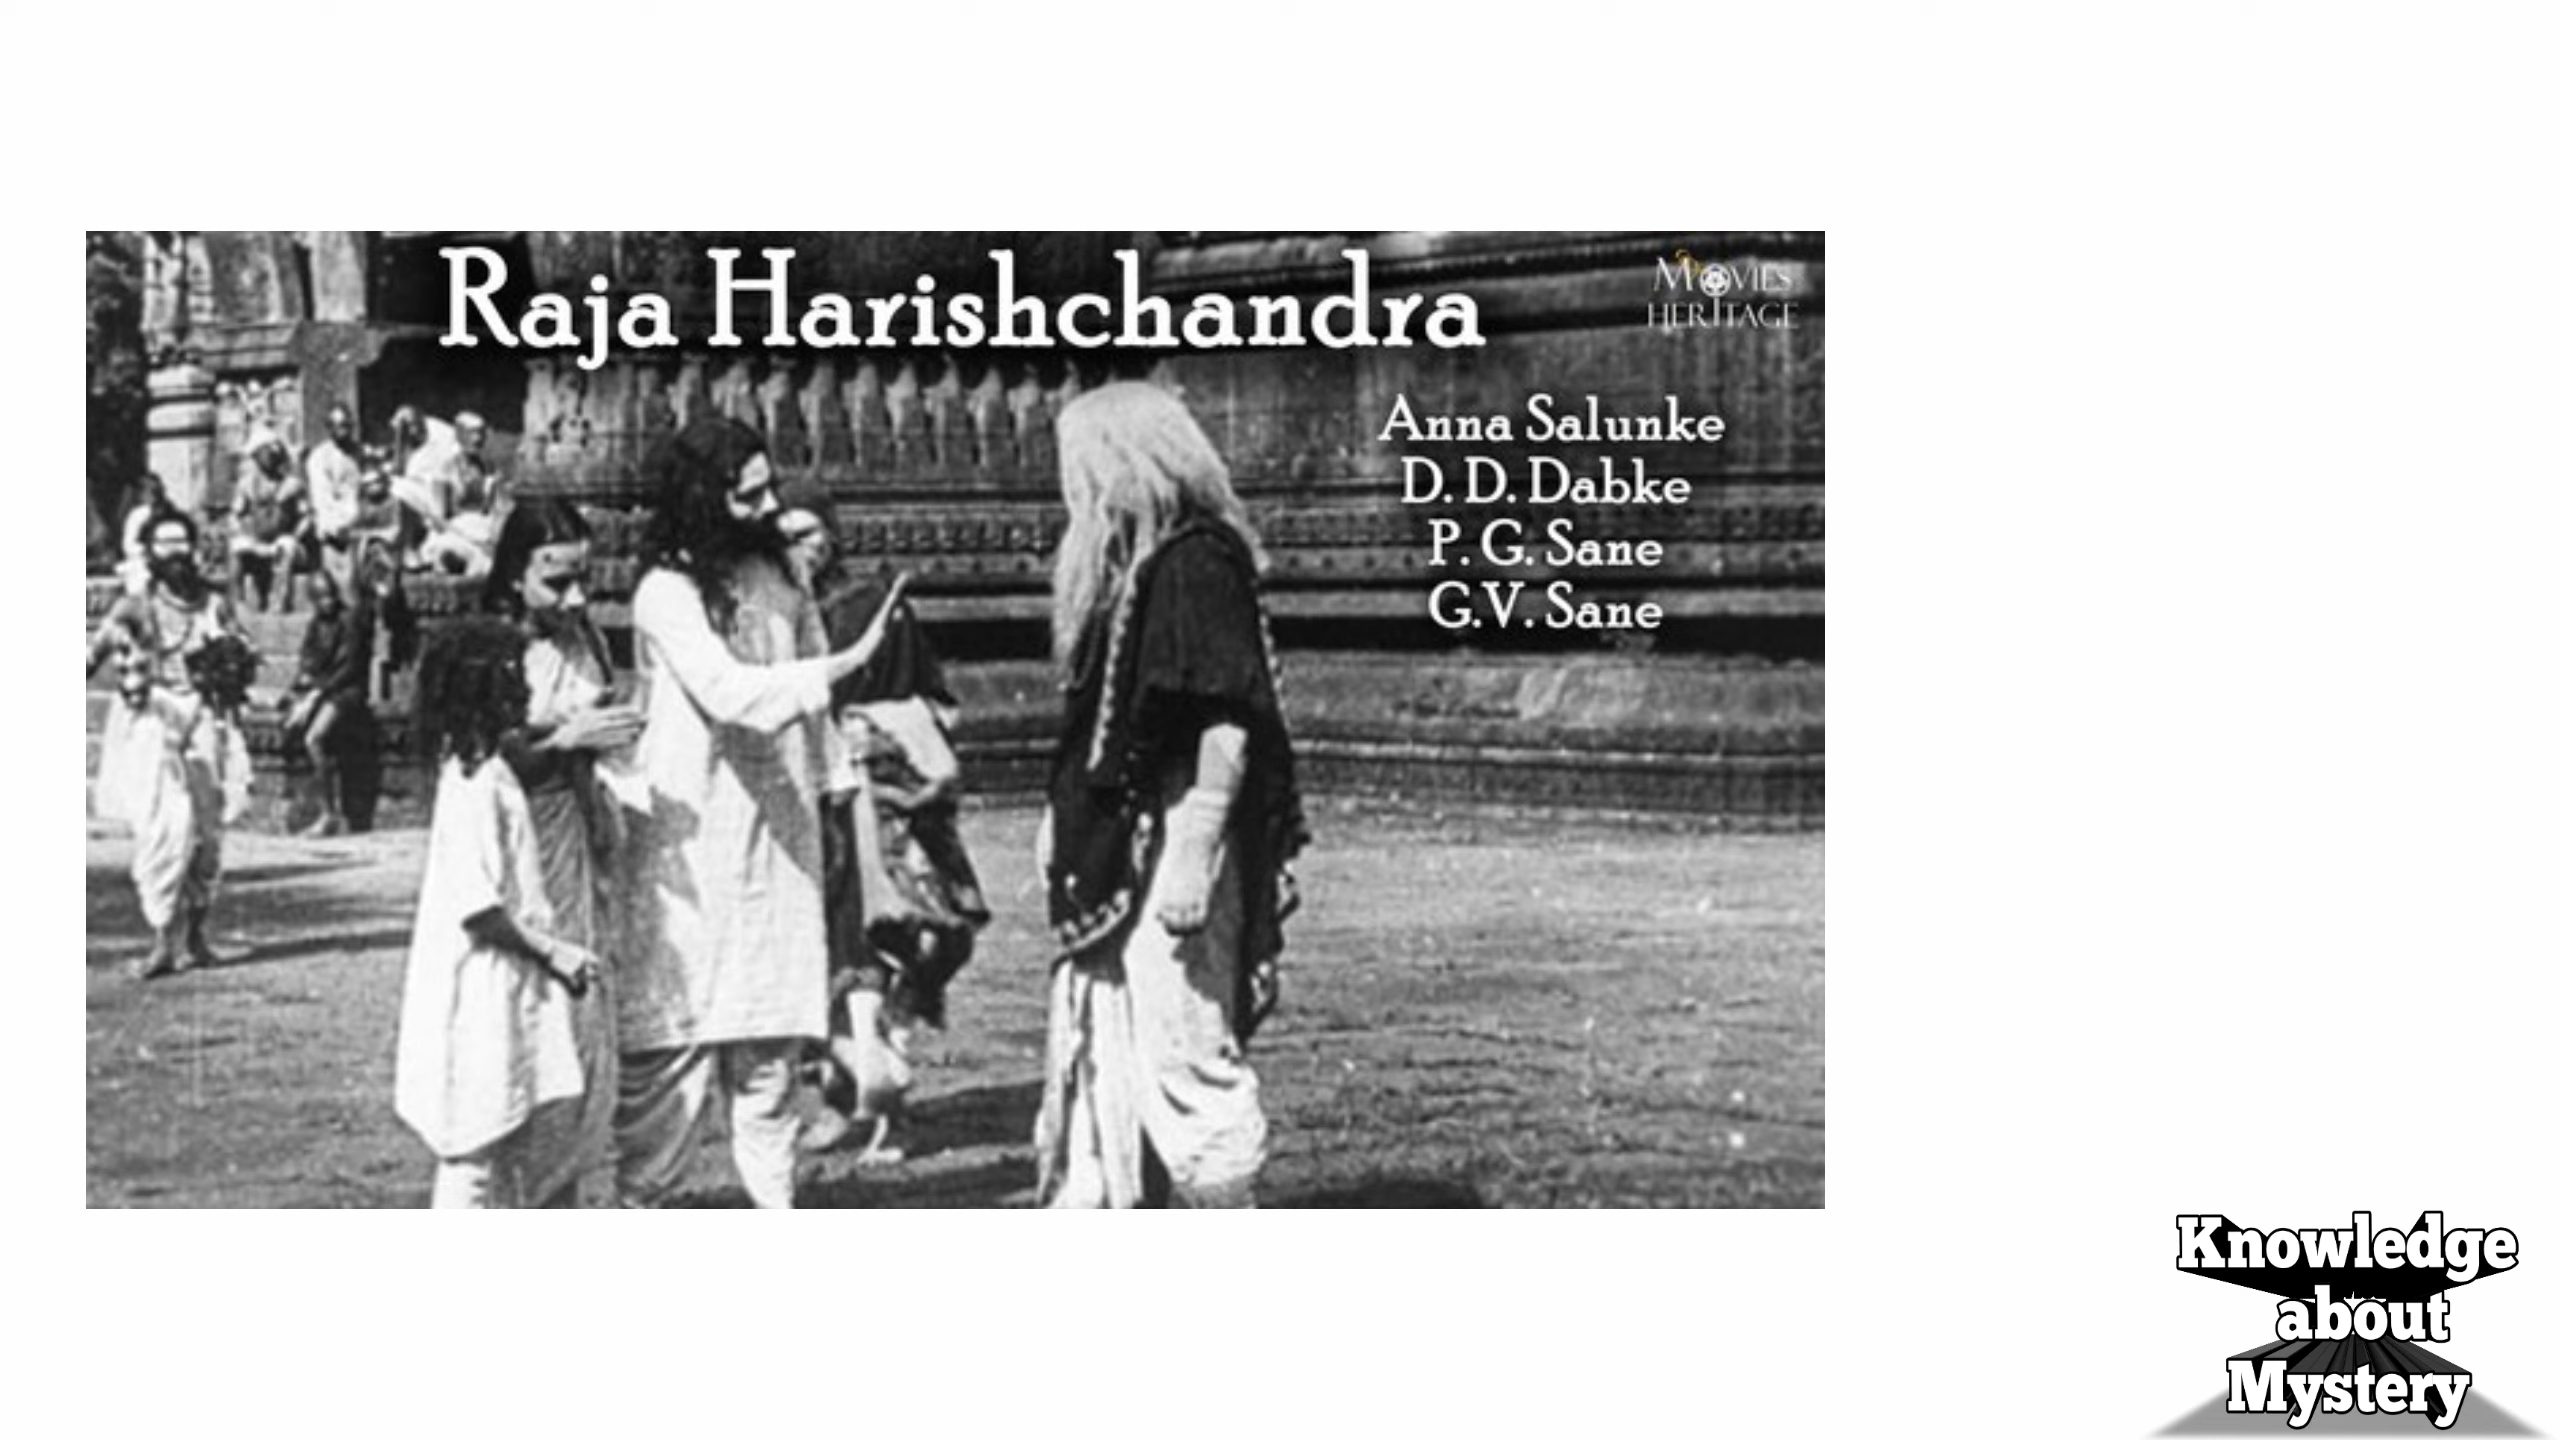 Raja Harishchandra
MOVIES
HERITAGE
Anna Salunke
D. D. Dabke
P. G. Sane
G.V. Sane
Knowledge
about
Mystery